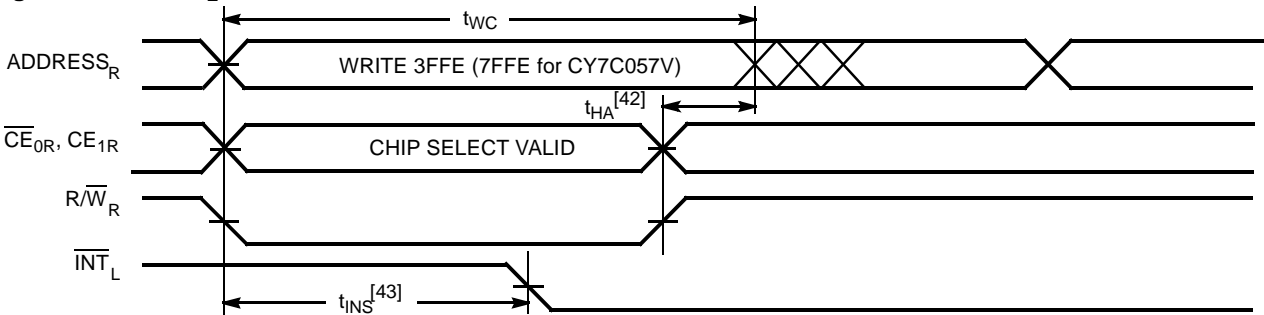 tWC
ADDRESSR
WRITE 3FFE (7FFE for CY7C057V)
tHA[42]
CE0R, CE1R
CHIP SELECT VALID
R/WR
INTL
tINS[43]